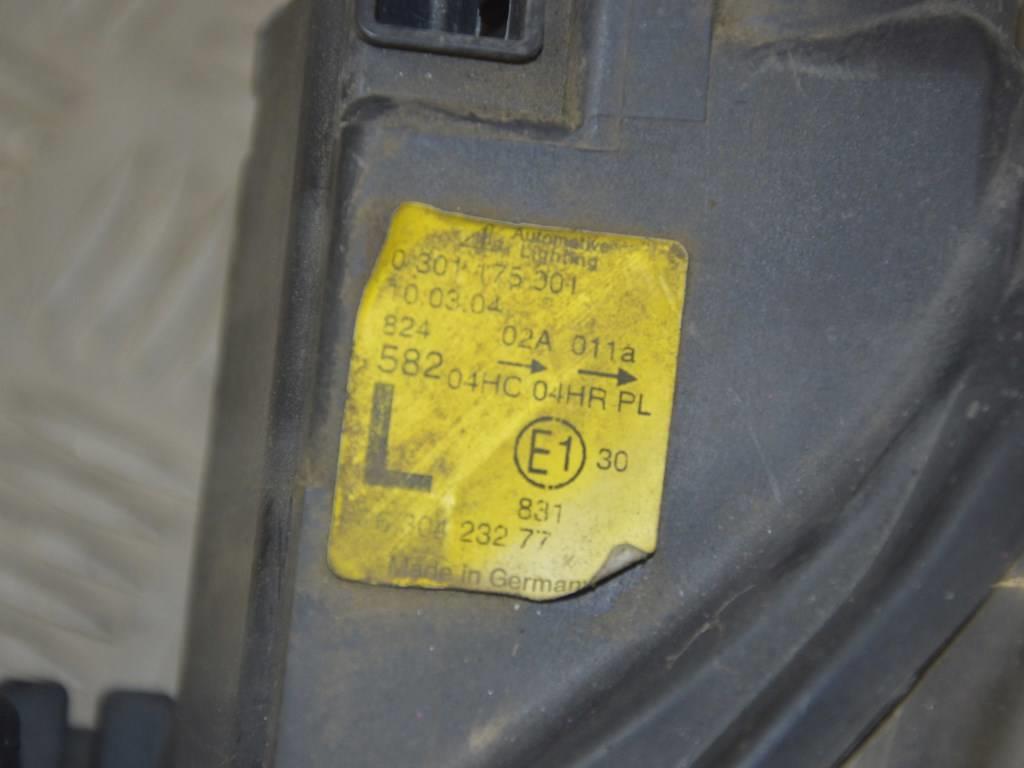 Automotive
Lighting
0 301 175 301
10.03.04
824 02A 011a
582 04HC 04HR PL
L
E1 30
831
304 232 77
Made in Germany